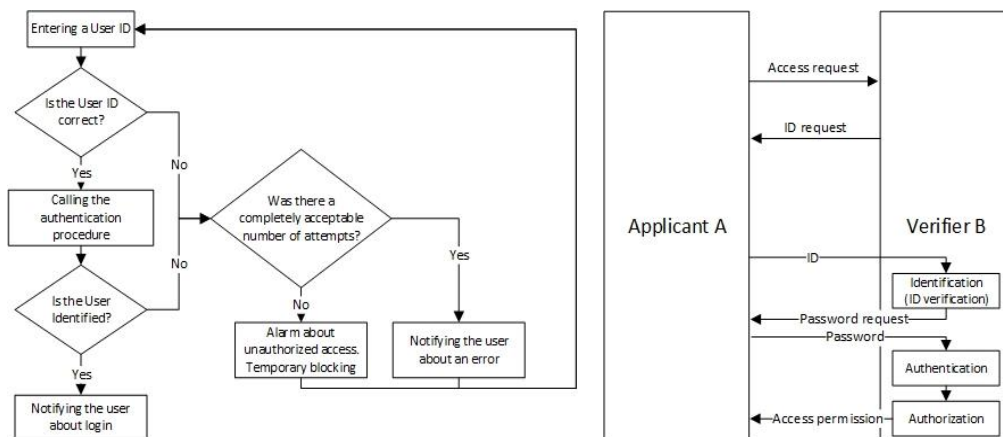 Entering a User ID
Is the User ID
correct?
No
Yes
Calling the
authentication
procedure
Was there a
completely acceptable
number of attempts?
Yes
No
Is the User
Identified?
No
Alarm about
unauthorized access.
Temporary blocking
Notifying the user
about an error
Yes
Notifying the user
about login
Applicant A
Verifier B
Access request
ID request
ID
Identification
(ID verification)
Password request
Password
Authentication
Access permission
Authorization